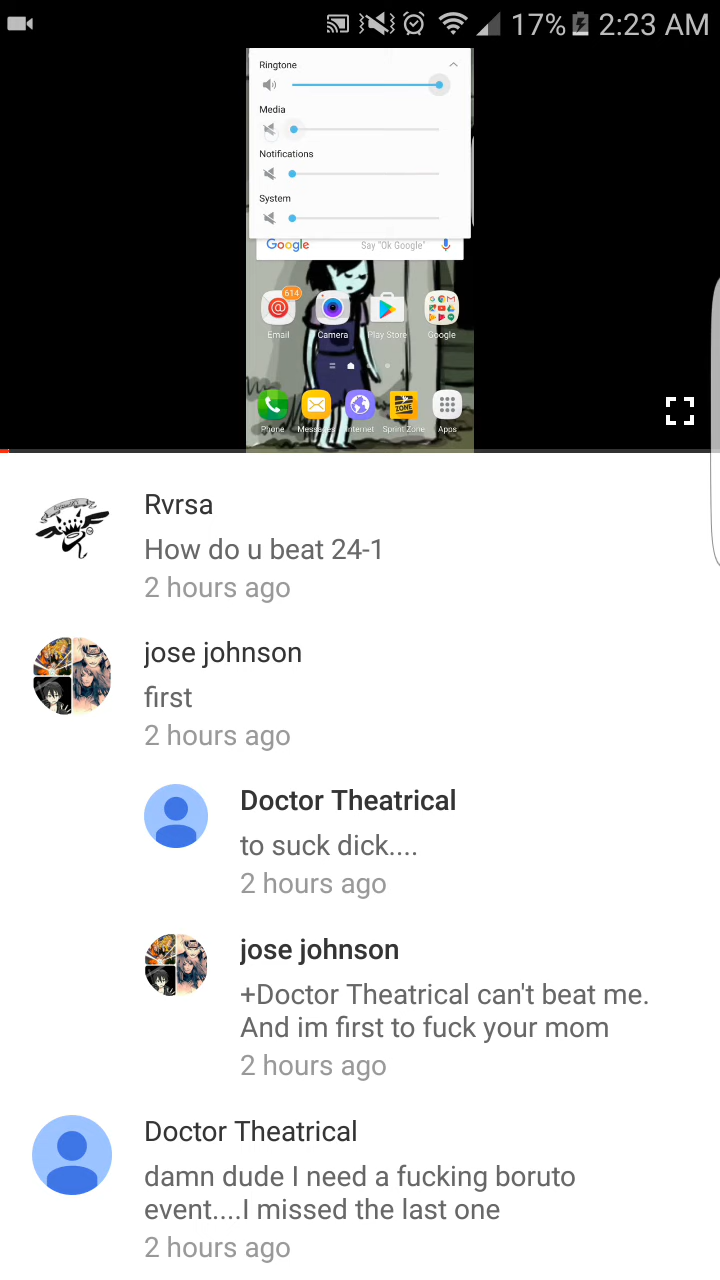 17% 2:23 AM
Ringtone
Media
Notifications
System
Google Say "Ok Google"
614
Email Camera Play Store Google
ZONE
Phone Messages Internet Sprint Zone Apps
Rvrsa
How do u beat 24-1
2 hours ago
jose johnson
first
2 hours ago
Doctor Theatrical
to suck dick....
2 hours ago
jose johnson
+Doctor Theatrical can't beat me.
And im first to fuck your mom
2 hours ago
Doctor Theatrical
damn dude I need a fucking boruto
event....I missed the last one
2 hours ago